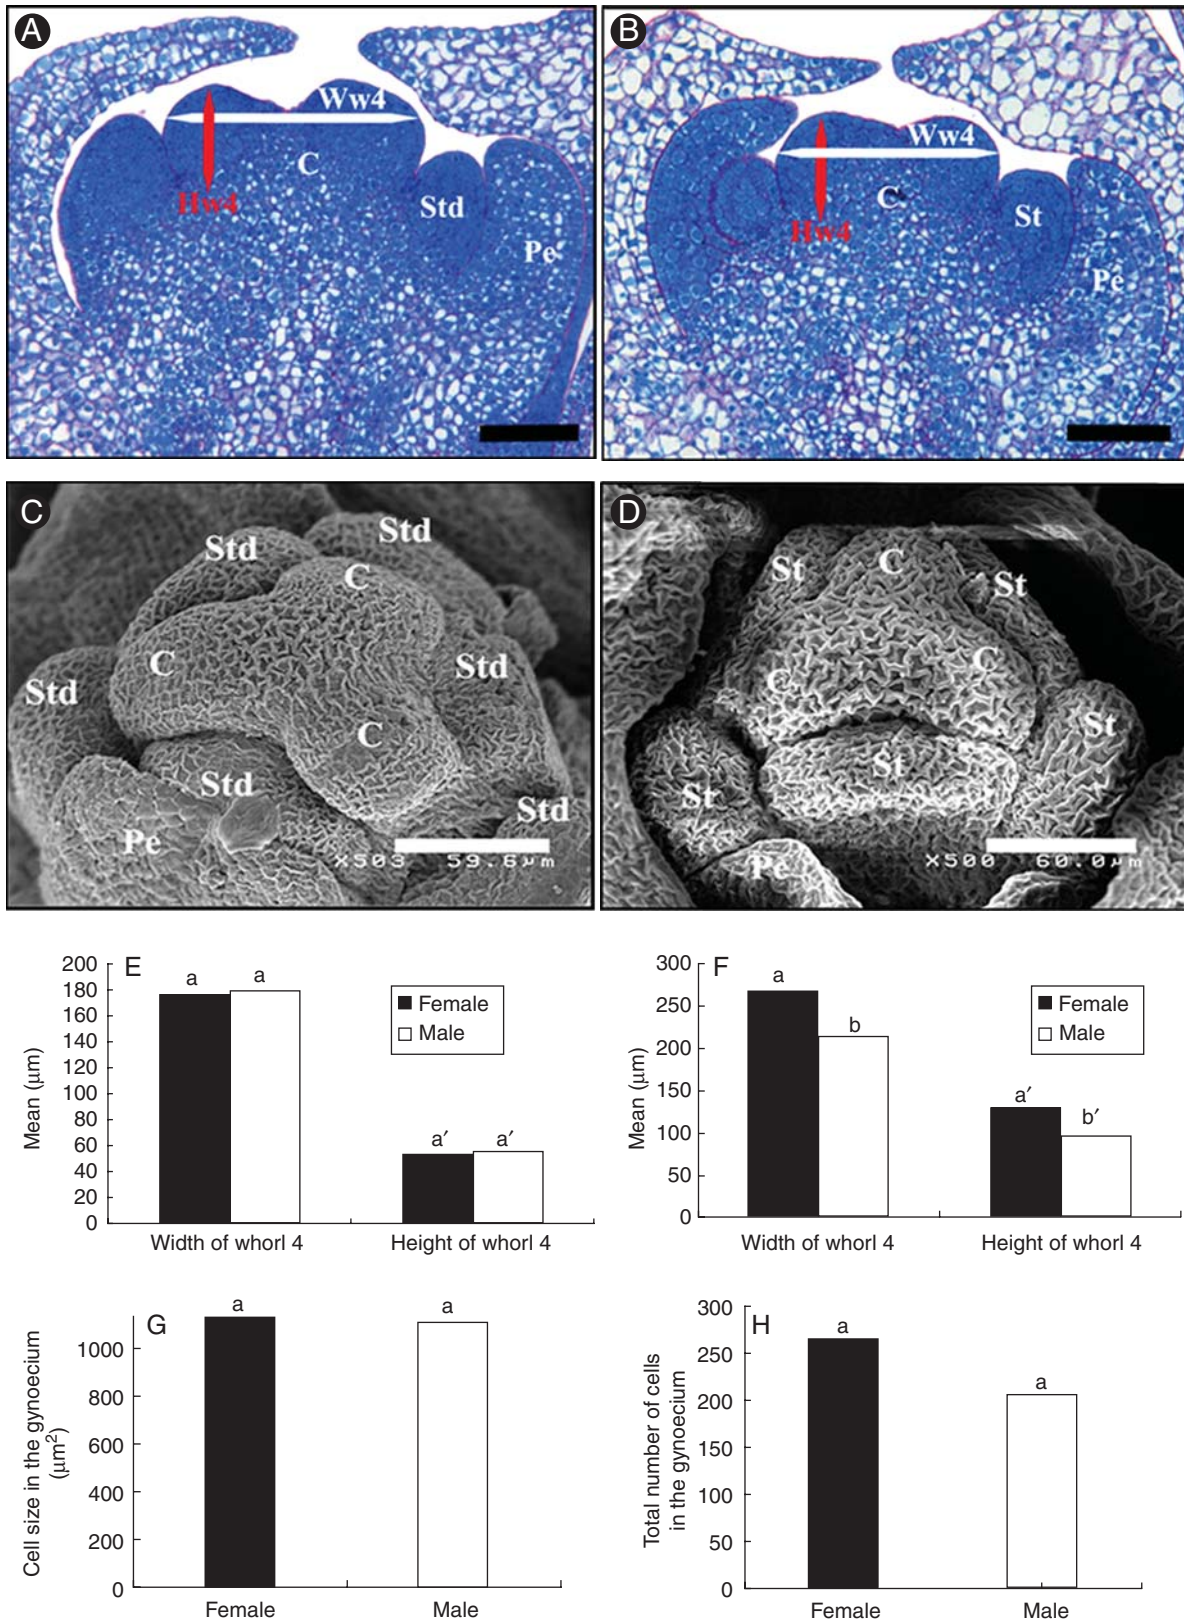 A
Ww4
C
Hw4
Std
Pe
B
Ww4
C
Hw4
St
Pe
C
Std
Std
C
C
Std
Std
C
Std
Std
Pe
X503 59.6µm
D
St
C
St
C
C
St
St
St
Pe
X500 60.0µm
E
200
180
160
140
120
100
80
60
40
20
0
Mean (µm)
a
a
a′
a′
Female
Male
Width of whorl 4
Height of whorl 4
F
300
250
200
150
100
50
0
Mean (µm)
a
b
a′
b′
Female
Male
Width of whorl 4
Height of whorl 4
G
1000
800
600
400
200
0
Cell size in the gynoecium
(µm²)
a
a
Female
Male
H
300
250
200
150
100
50
0
Total number of cells
in the gynoecium
a
a
Female
Male